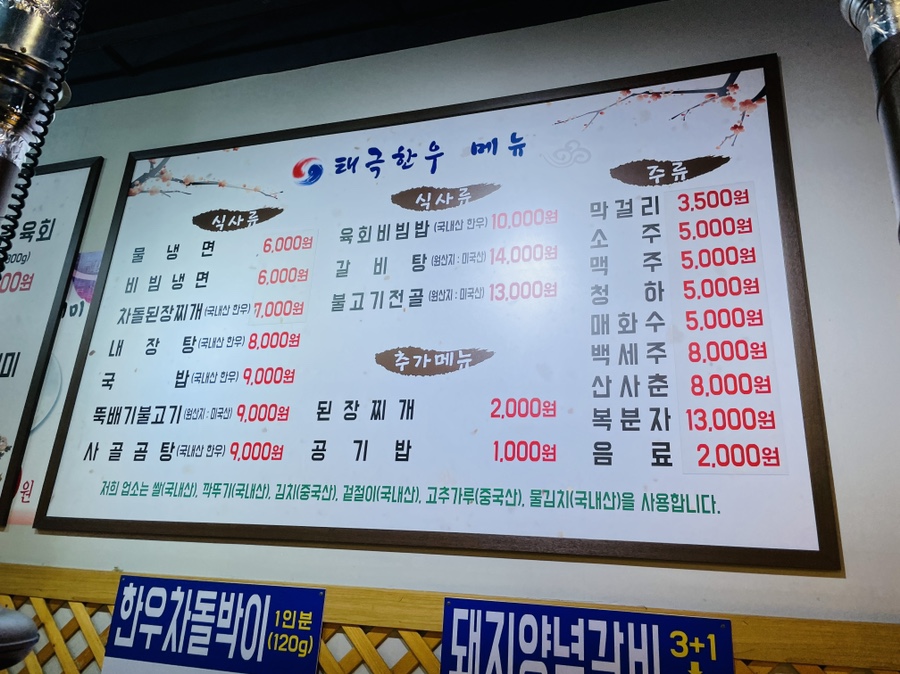 태극한우 메뉴
식사류
물냉면 6,000원
비빔냉면 6,000원
차돌된장찌개(국내산 한우) 7,000원
내장탕(국내산 한우) 8,000원
국밥(국내산 한우) 9,000원
뚝배기불고기(원산지:미국산) 9,000원
사골곰탕(국내산 한우) 9,000원
식사류
육회비빔밥(국내산 한우) 10,000원
갈비탕(원산지:미국산) 14,000원
불고기전골(원산지:미국산) 13,000원
추가메뉴
된장찌개 2,000원
공기밥 1,000원
주류
막걸리 3,500원
소주 5,000원
맥주 5,000원
청하 5,000원
매화수 5,000원
백세주 8,000원
산사춘 8,000원
복분자 13,000원
음료 2,000원
저희 업소는 쌀(국내산), 깍두기(국내산), 김치(중국산), 겉절이(국내산), 고추가루(중국산), 물김치(국내산)을 사용합니다.
육회
원
한우차돌박이 1인분
(120g)
돼지양념갈비 3+1